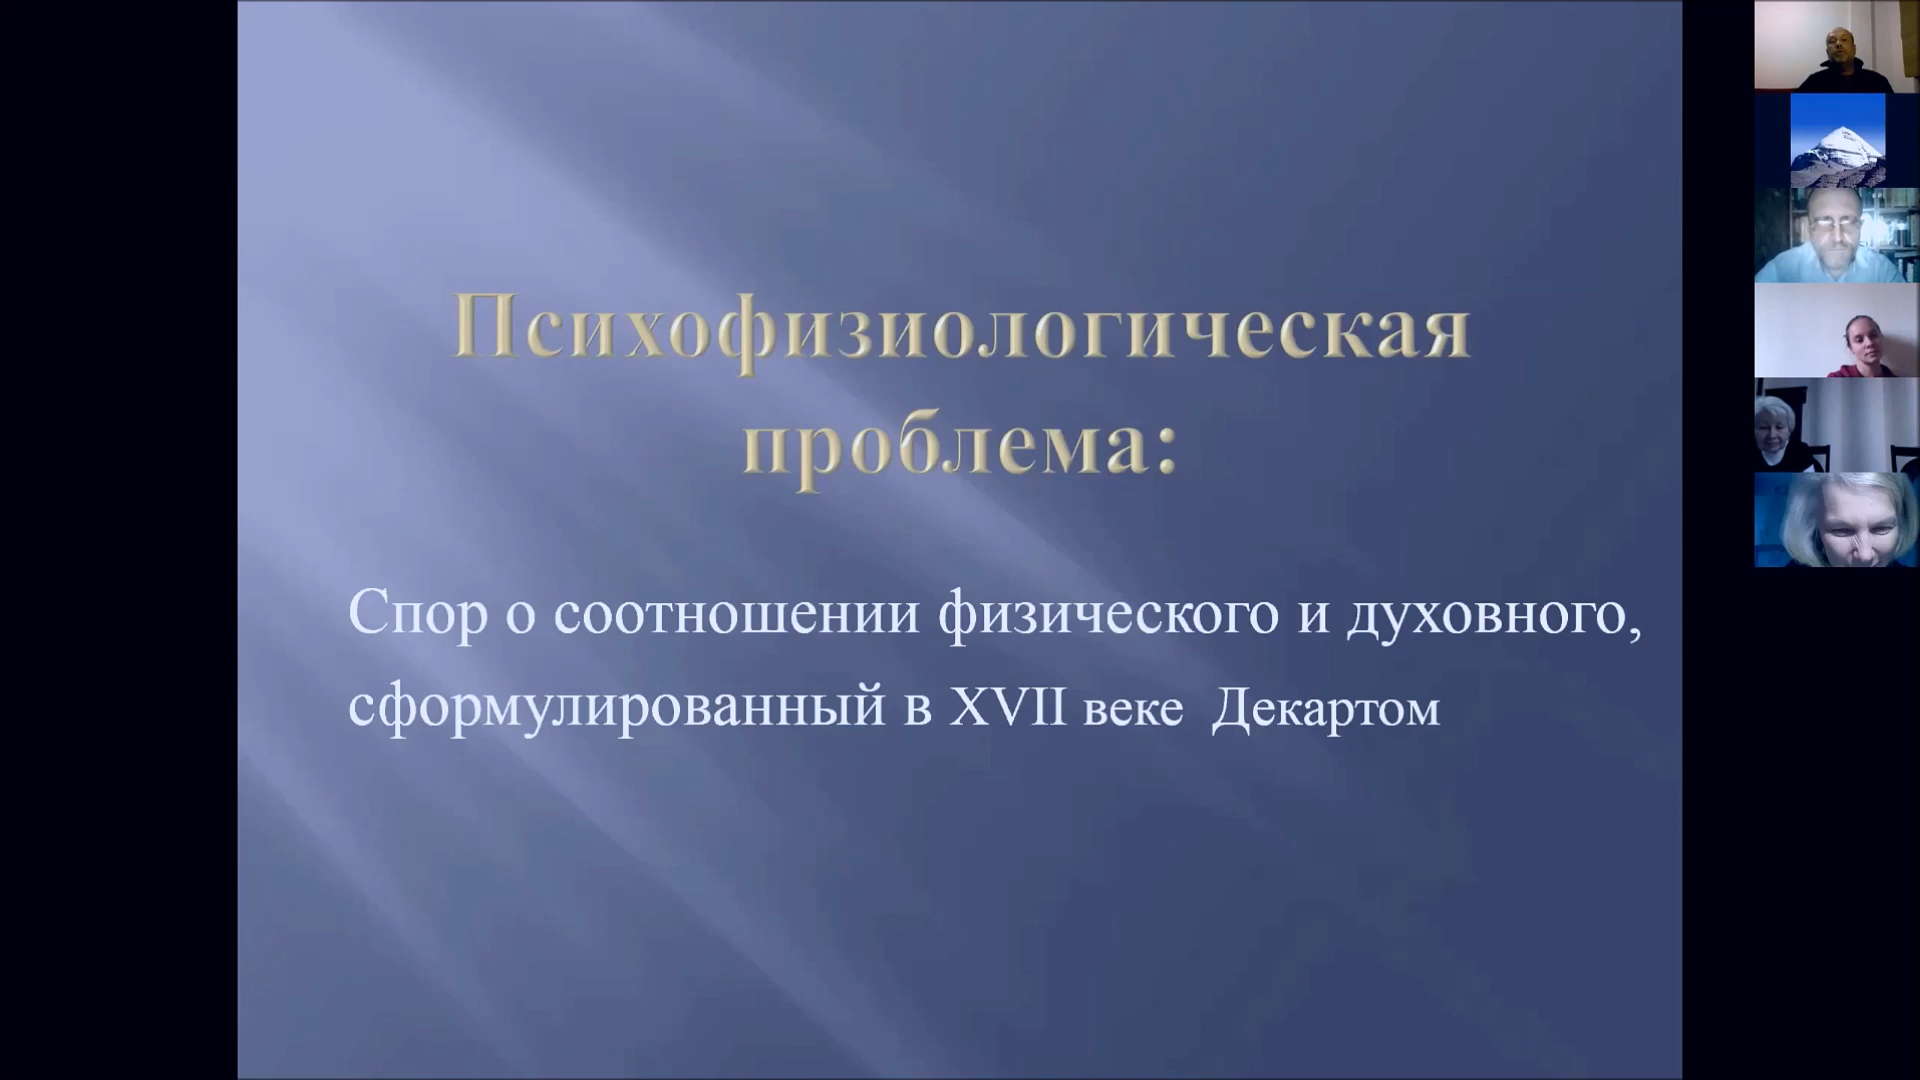 Психофизиологическая
проблема:
Спор о соотношении физического и духовного,
сформулированный в XVII веке Декартом